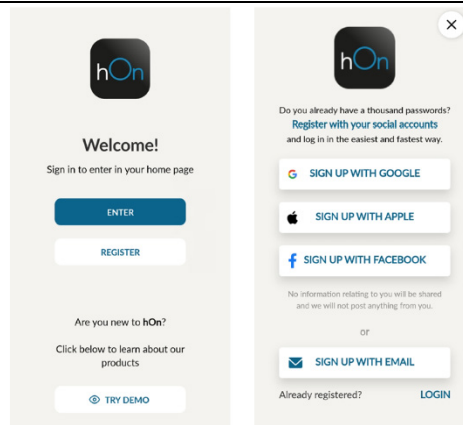 hOn
Welcome!
Sign in to enter in your home page
ENTER
REGISTER
Are you new to hOn?
Click below to learn about our
products
TRY DEMO
hOn
Do you already have a thousand passwords?
Register with your social accounts
and log in in the easiest and fastest way.
SIGN UP WITH GOOGLE
SIGN UP WITH APPLE
SIGN UP WITH FACEBOOK
No information relating to you will be shared
and we will not post anything from you.
or
SIGN UP WITH EMAIL
Already registered? LOGIN